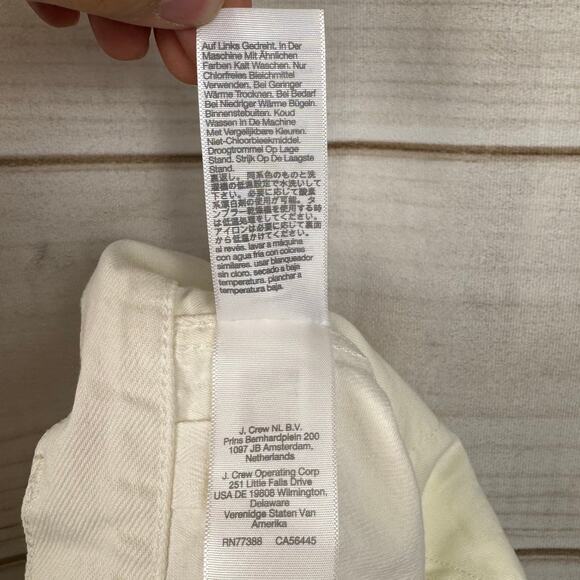 Auf Links Gedreht. In Der
Maschine Mit Ähnlichen
Farben Kalt Waschen. Nur
Chlorfreies Bleichmittel
Verwenden. Bei Geringer
Wärme Trocknen. Bei Bedarf
Bei Niedriger Wärme Bügeln.
Binnenstebuiten. Koud
Wassen In De Machine
Met Vergelijkbare Kleuren.
Niet-Chloorbleekmiddel.
Droogtrommel Op Lage
Stand. Strijk Op De Laagste
Stand.
裏返し。同系色のものと洗
濯機の低温設定で水洗いして
下さい。必要に応じて酸素
系漂白剤の使用が可能。タ
ンブラー乾燥機を使用する時
は低温処理をしてください。
アイロンは必要に応じて裏面
から低温かけてください。
al revés. lavar a máquina
con agua fría con colores
similares. usar blanqueador
sin cloro. secado a baja
temperatura. planchar a
temperatura baja.
J. Crew NL B.V.
Prins Bernhardplein 200
1097 JB Amsterdam,
Netherlands
J. Crew Operating Corp
251 Little Falls Drive
USA DE 19808 Wilmington,
Delaware
Verenidge Staten Van
Amerika
RN77388 CA56445